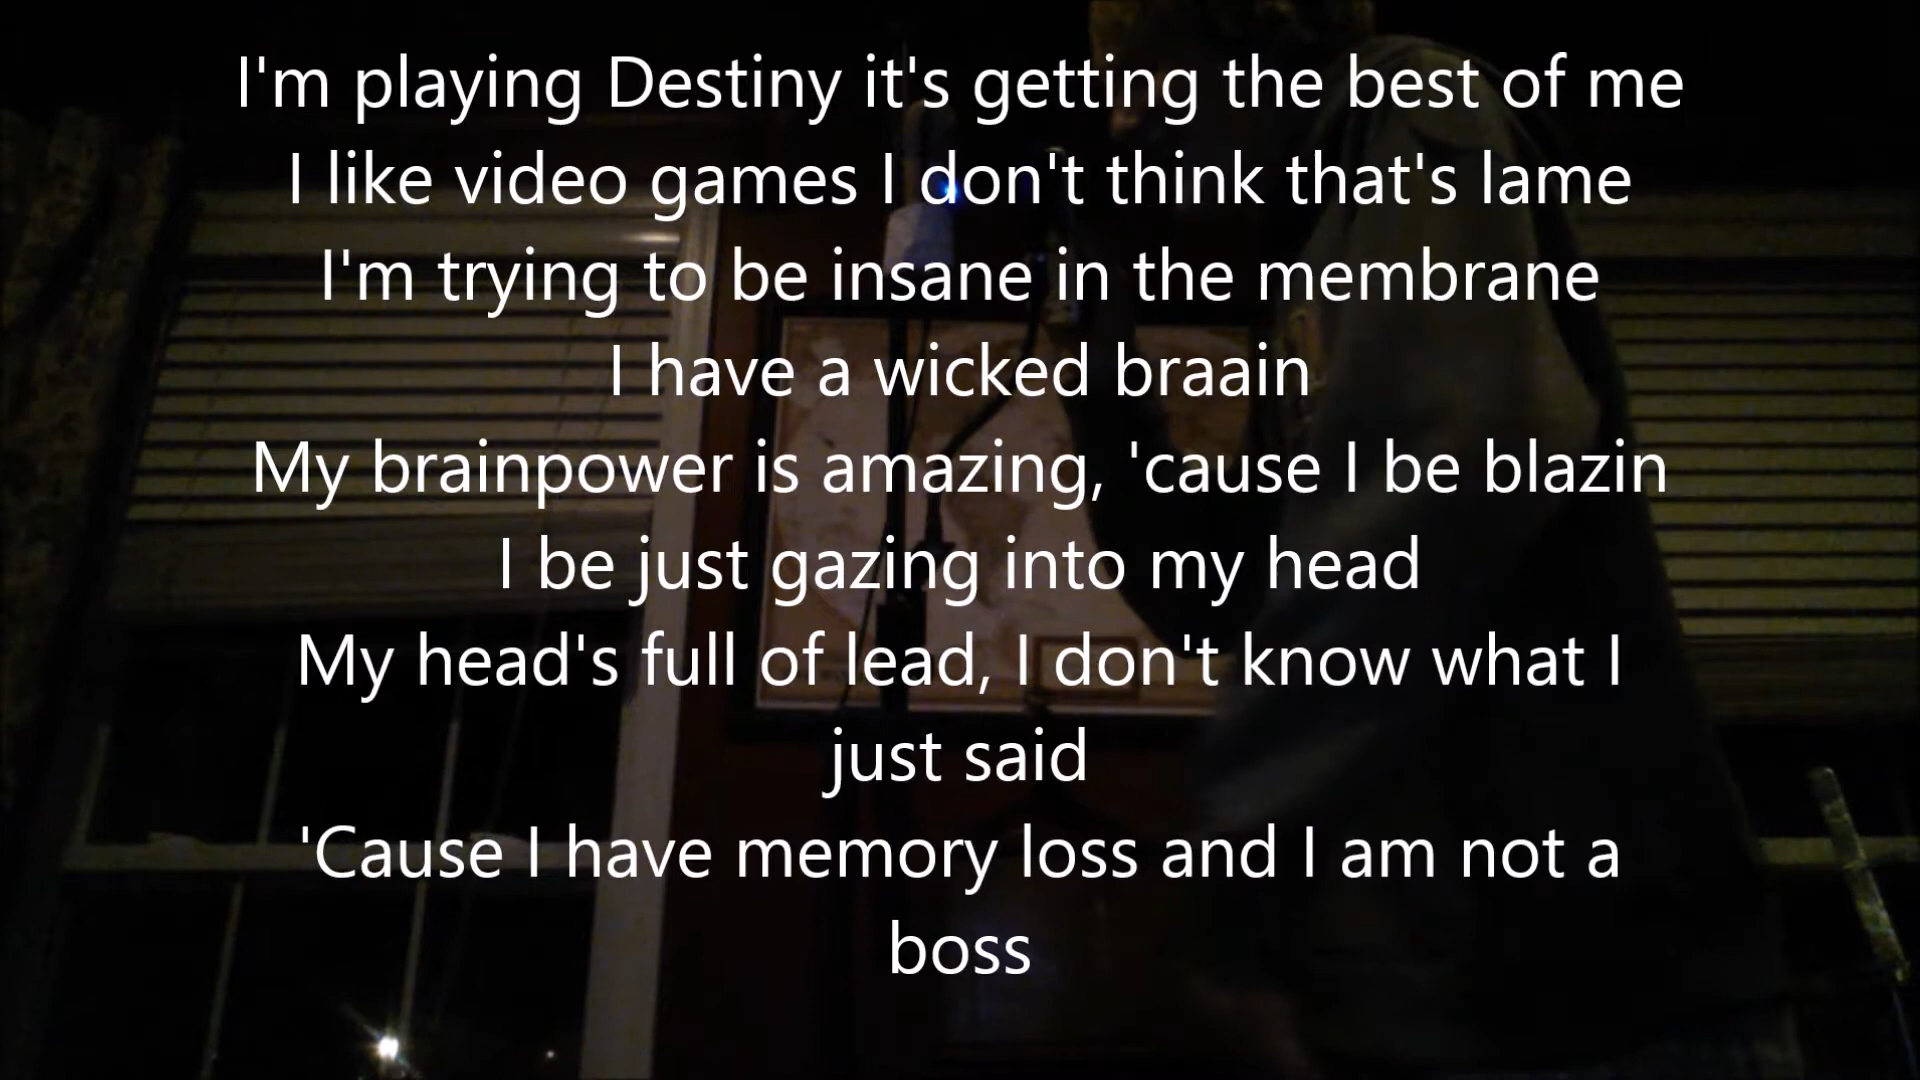 I'm playing Destiny it's getting the best of me
I like video games I don't think that's lame
I'm trying to be insane in the membrane
I have a wicked braain
My brainpower is amazing, 'cause I be blazin
I be just gazing into my head
My head's full of lead, I don't know what I
just said
'Cause I have memory loss and I am not a
boss